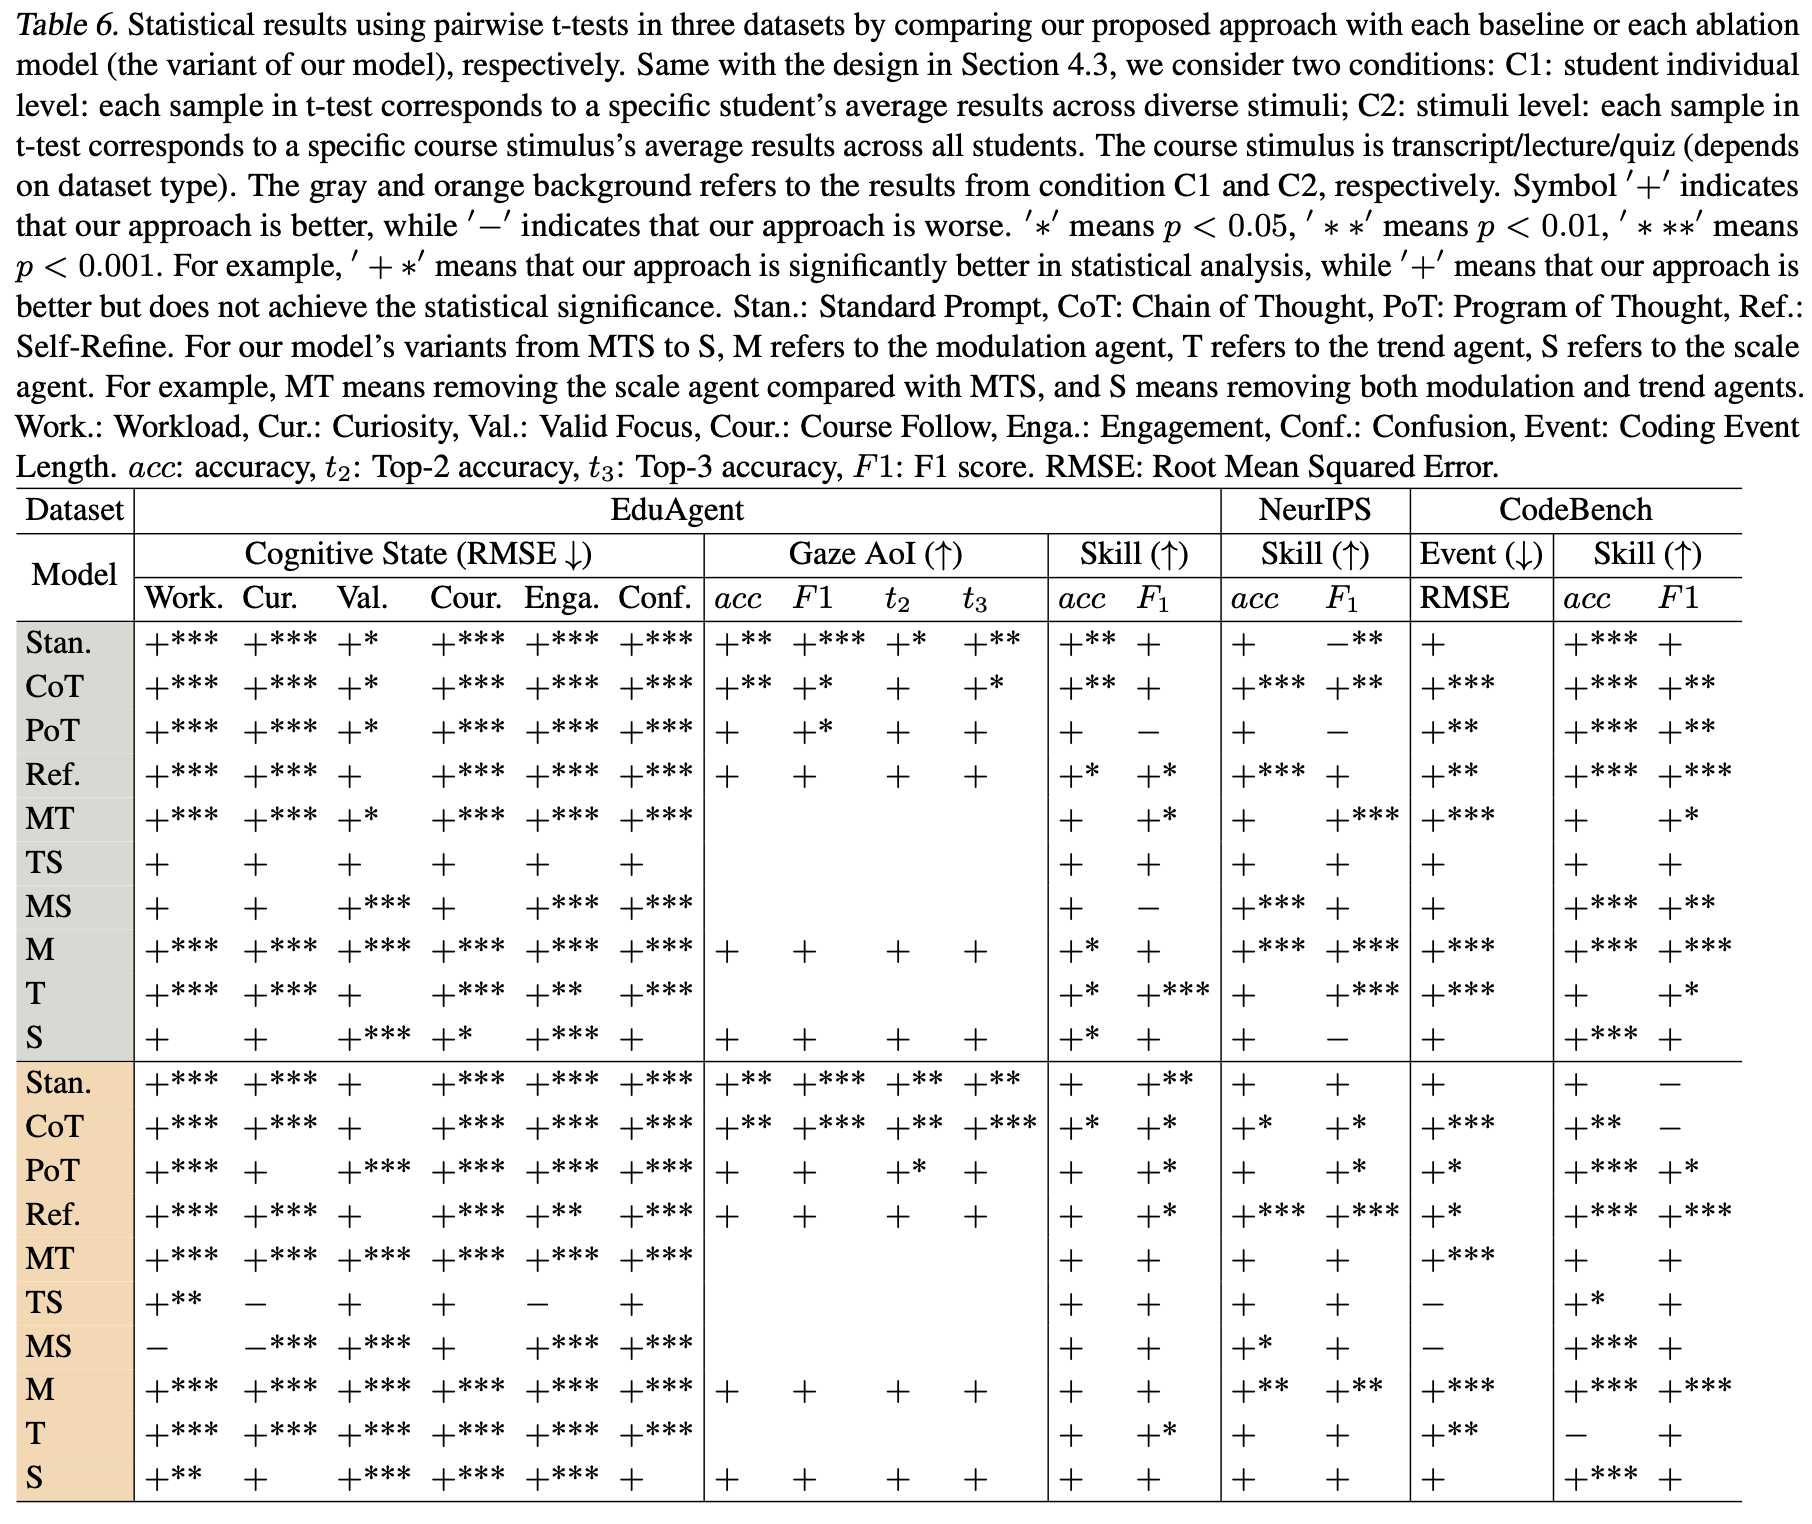 Table 6. Statistical results using pairwise t-tests in three datasets by comparing our proposed approach with each baseline or each ablation
model (the variant of our model), respectively. Same with the design in Section 4.3, we consider two conditions: C1: student individual
level: each sample in t-test corresponds to a specific student's average results across diverse stimuli; C2: stimuli level: each sample in
t-test corresponds to a specific course stimulus's average results across all students. The course stimulus is transcript/lecture/quiz (depends
on dataset type). The gray and orange background refers to the results from condition C1 and C2, respectively. Symbol ′+′ indicates
that our approach is better, while ′−′ indicates that our approach is worse. ′∗′ means p < 0.05, ′ ∗ ∗′ means p < 0.01, ′ ∗ ∗∗′ means
p < 0.001. For example, ′ + ∗′ means that our approach is significantly better in statistical analysis, while ′+′ means that our approach is
better but does not achieve the statistical significance. Stan.: Standard Prompt, CoT: Chain of Thought, PoT: Program of Thought, Ref.:
Self-Refine. For our model's variants from MTS to S, M refers to the modulation agent, T refers to the trend agent, S refers to the scale
agent. For example, MT means removing the scale agent compared with MTS, and S means removing both modulation and trend agents.
Work.: Workload, Cur.: Curiosity, Val.: Valid Focus, Cour.: Course Follow, Enga.: Engagement, Conf.: Confusion, Event: Coding Event
Length. acc: accuracy, t₂: Top-2 accuracy, t₃: Top-3 accuracy, F1: F1 score. RMSE: Root Mean Squared Error.
Dataset EduAgent NeurIPS CodeBench
Model Cognitive State (RMSE ↓) Gaze AoI (↑) Skill (↑) Skill (↑) Event (↓) Skill (↑)
Work. Cur. Val. Cour. Enga. Conf. acc F1 t₂ t₃ acc F₁ acc F₁ RMSE acc F1
Stan. +*** +*** +* +*** +*** +*** +** +*** +* +** +** + + −** + +*** +
CoT +*** +*** +* +*** +*** +*** +** +* + +* +** + +*** +** +*** +*** +**
PoT +*** +*** +* +*** +*** +*** + +* + + + − + − +** +*** +**
Ref. +*** +*** + +*** +*** +*** + + + + +* +* +*** + +** +*** +***
MT +*** +*** +* +*** +*** +*** + +* + +*** +*** + +*
TS + + + + + + + + + + + + +
MS + + +*** + +*** +*** + − +*** + + +*** +**
M +*** +*** +*** +*** +*** +*** + + + + +* + +*** +*** +*** +*** +***
T +*** +*** + +*** +** +*** +* +*** + +*** +*** + +*
S + + +*** +* +*** + + + + + +* + + − + +*** +
Stan. +*** +*** + +*** +*** +*** +** +*** +** +** + +** + + + + −
CoT +*** +*** + +*** +*** +*** +** +*** +** +*** +* +* +* +* +*** +** −
PoT +*** + +*** +*** +*** +*** + + +* + + +* + +* +* +*** +*
Ref. +*** +*** + +*** +** +*** + + + + + +* +*** +*** +* +*** +***
MT +*** +*** +*** +*** +*** +*** + + + + +*** + +
TS +** − + + − + + + + + − +* +
MS − −*** +*** + +*** +*** + + +* + − +*** +
M +*** +*** +*** +*** +*** +*** + + + + + + +** +** +*** +*** +***
T +*** +*** +*** +*** +*** +*** + +* + + +** − +
S +** + +*** +*** +*** + + + + + + + + + + +*** +